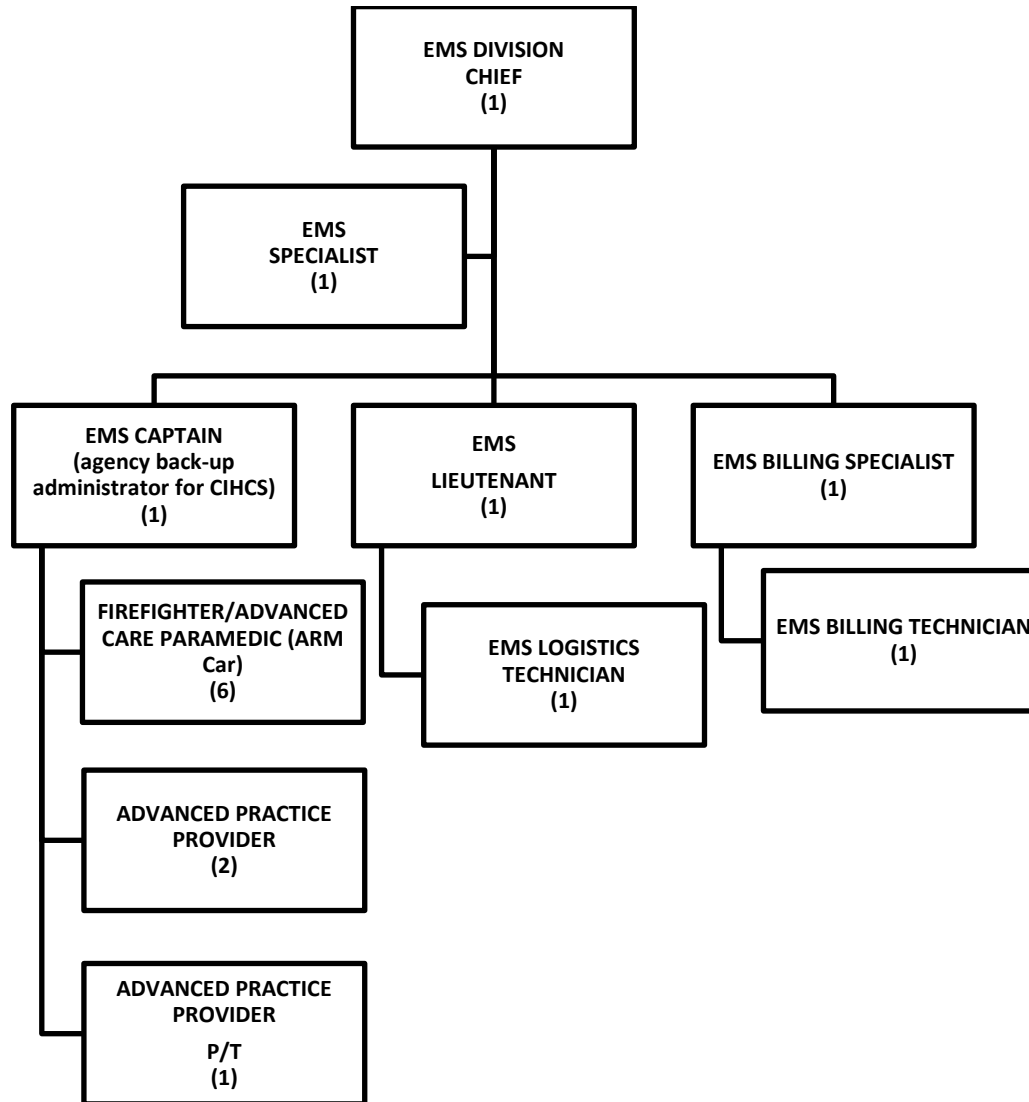 EMS DIVISION
CHIEF
(1)
EMS
SPECIALIST
(1)
EMS CAPTAIN
(agency back-up
administrator for CIHCS)
(1)
EMS
LIEUTENANT
(1)
EMS BILLING SPECIALIST
(1)
FIREFIGHTER/ADVANCED
CARE PARAMEDIC (ARM
Car)
(6)
EMS LOGISTICS
TECHNICIAN
(1)
EMS BILLING TECHNICIAN
(1)
ADVANCED PRACTICE
PROVIDER
(2)
ADVANCED PRACTICE
PROVIDER
P/T
(1)